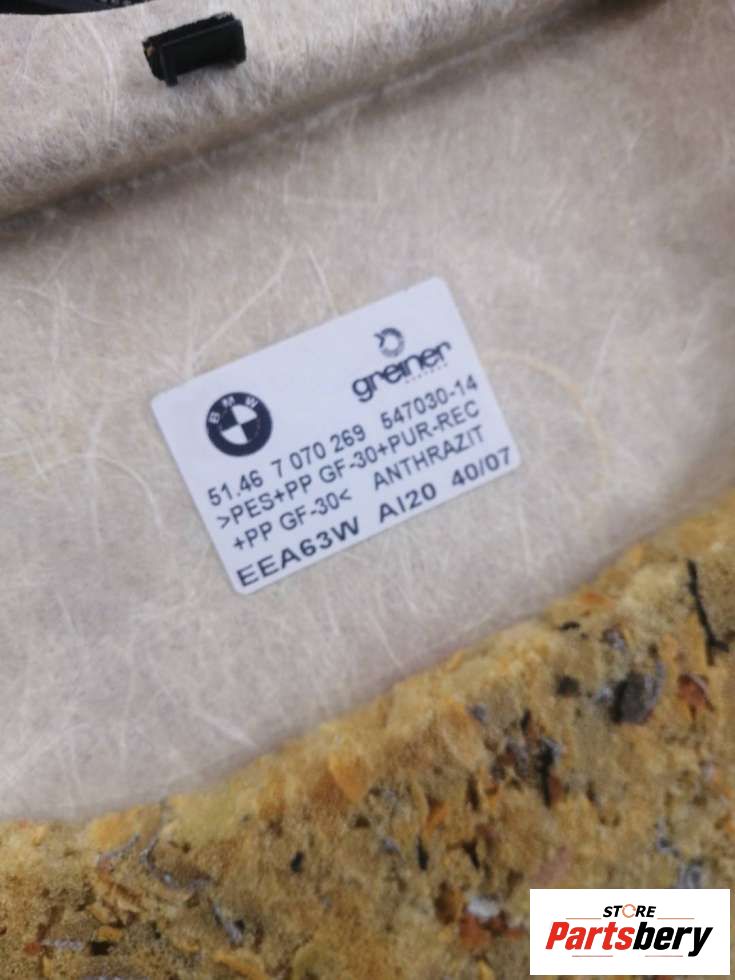 BMW
greiner
51.46 7 070 269 547030-14
>PES+PP GF-30+PUR-REC
+PP GF-30< ANTHRAZIT
EEA63W AI20 40/07
STORE
Partsbery